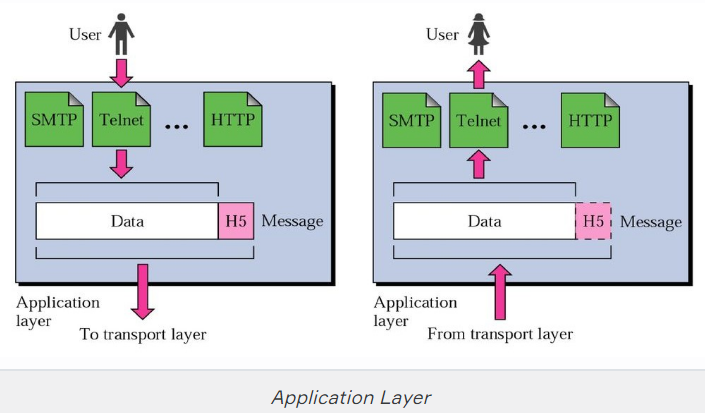 User
SMTP
Telnet
...
HTTP
Data
H5
Message
Application
layer
To transport layer
User
SMTP
Telnet
...
HTTP
Data
H5
Message
Application
layer
From transport layer
Application Layer